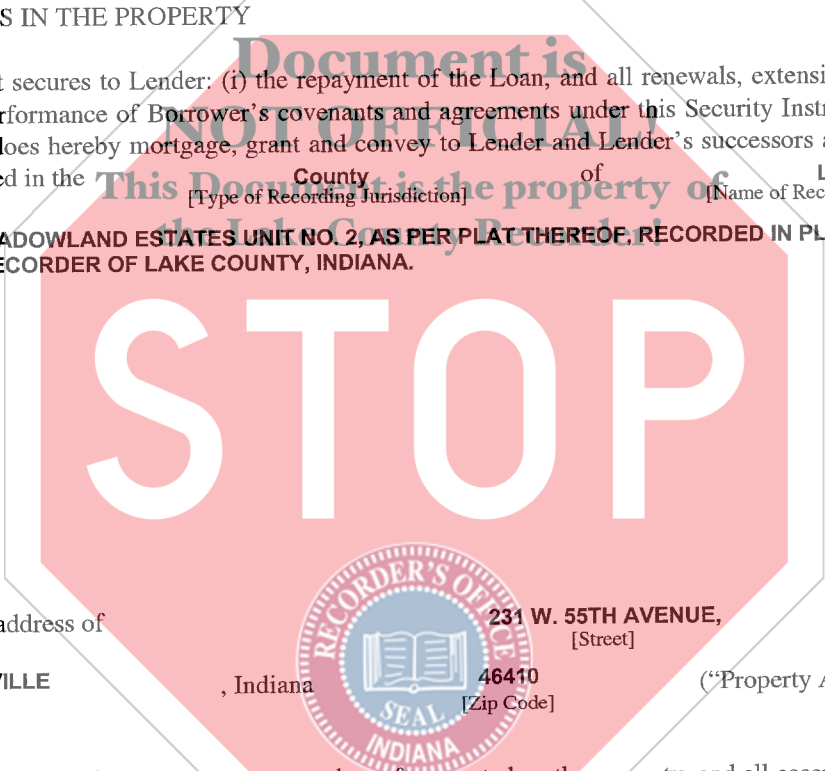 S IN THE PROPERTY
Document is
t secures to Lender: (i) the repayment of the Loan, and all renewals, extensi
rformance of Borrower's covenants and agreements under this Security Instr
NOT OFFICIAL!
oes hereby mortgage, grant and convey to Lender and Lender's successors a
ed in the County of L
This Document is the property of
[Type of Recording Jurisdiction] [Name of Rec
the Lake County Recorder!
ADOWLAND ESTATES UNIT NO. 2, AS PER PLAT THEREOF, RECORDED IN PL
ECORDER OF LAKE COUNTY, INDIANA.
STOP
RECORDER'S OFFICE
address of 231 W. 55TH AVENUE,
[Street]
VILLE , Indiana 46410 ("Property A
[Zip Code]
SEAL
INDIANA